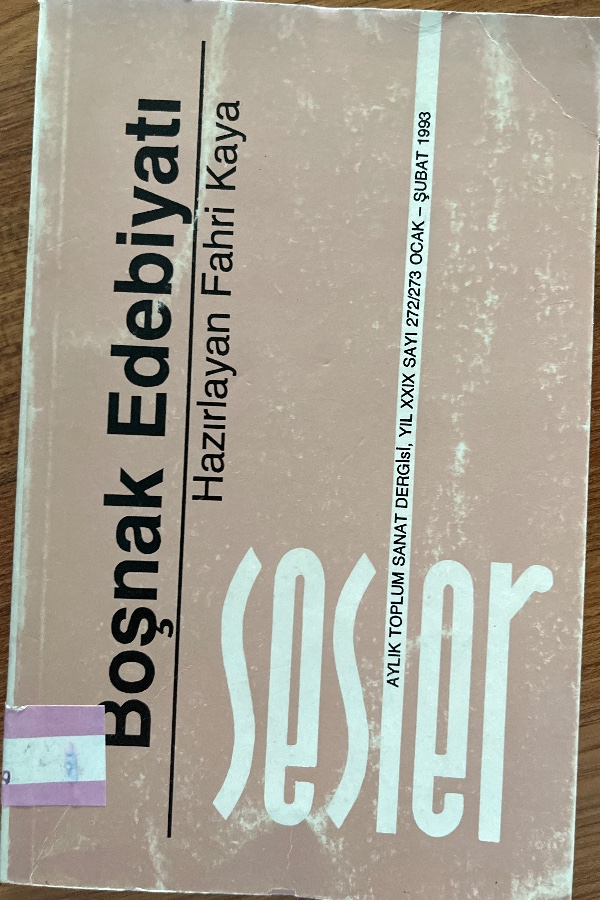 Boşnak Edebiyatı
Hazırlayan Fahri Kaya
sesler
AYLIK TOPLUM SANAT DERGİSİ, YIL XXIX SAYI 272/273 OCAK – ŞUBAT 1993